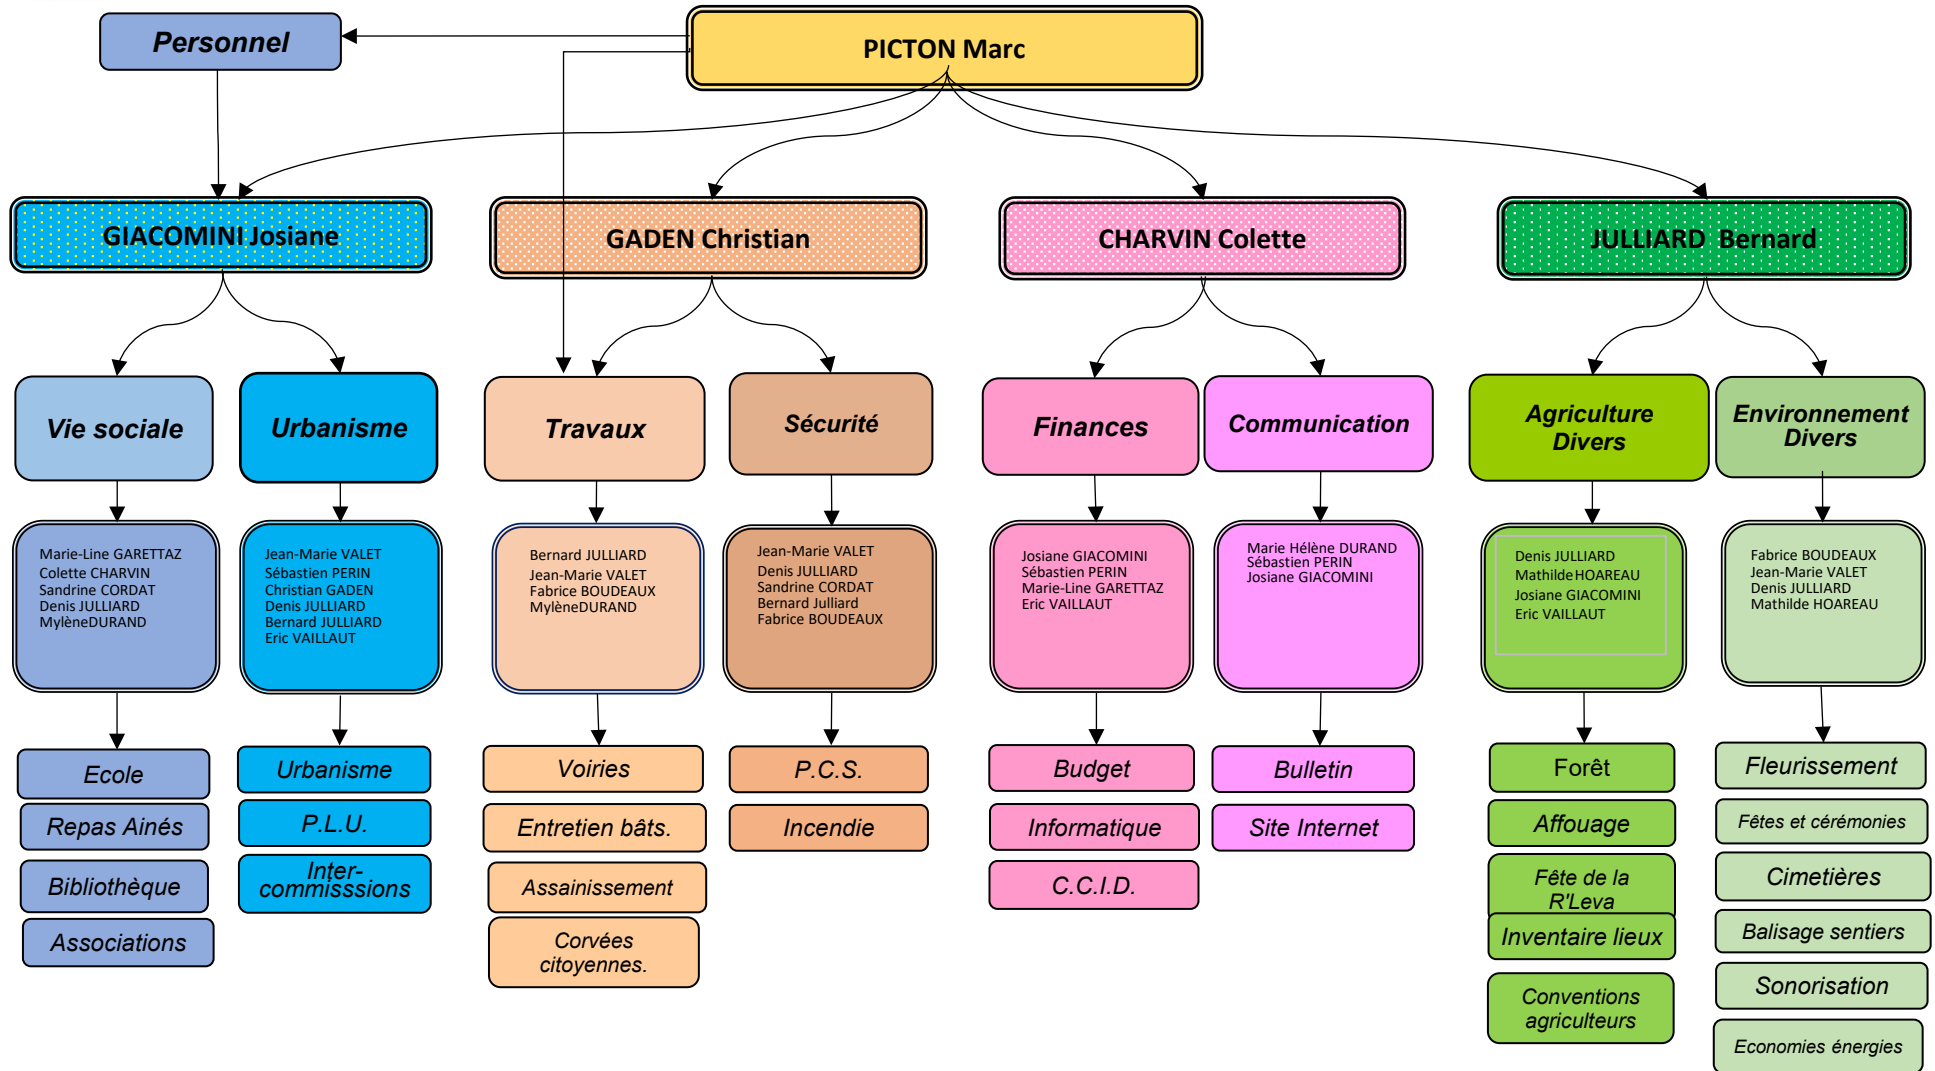 Personnel
PICTON Marc
GIACOMINI Josiane
GADEN Christian
CHARVIN Colette
JULLIARD Bernard
Vie sociale
Urbanisme
Travaux
Sécurité
Finances
Communication
Agriculture
Divers
Environnement
Divers
Marie-Line GARETTAZ
Colette CHARVIN
Sandrine CORDAT
Denis JULLIARD
MylèneDURAND
Jean-Marie VALET
Sébastien PERIN
Christian GADEN
Denis JULLIARD
Bernard JULLIARD
Eric VAILLAUT
Bernard JULLIARD
Jean-Marie VALET
Fabrice BOUDEAUX
MylèneDURAND
Jean-Marie VALET
Denis JULLIARD
Sandrine CORDAT
Bernard Julliard
Fabrice BOUDEAUX
Josiane GIACOMINI
Sébastien PERIN
Marie-Line GARETTAZ
Eric VAILLAUT
Marie Hélène DURAND
Sébastien PERIN
Josiane GIACOMINI
Denis JULLIARD
Mathilde HOAREAU
Josiane GIACOMINI
Eric VAILLAUT
Fabrice BOUDEAUX
Jean-Marie VALET
Denis JULLIARD
Mathilde HOAREAU
Ecole
Repas Ainés
Bibliothèque
Associations
Urbanisme
P.L.U.
Inter-
commisssions
Voiries
Entretien bâts.
Assainissement
Corvées
citoyennes.
P.C.S.
Incendie
Budget
Informatique
C.C.I.D.
Bulletin
Site Internet
Forêt
Affouage
Fête de la
R'Leva
Inventaire lieux
Conventions
agriculteurs
Fleurissement
Fêtes et cérémonies
Cimetières
Balisage sentiers
Sonorisation
Economies énergies